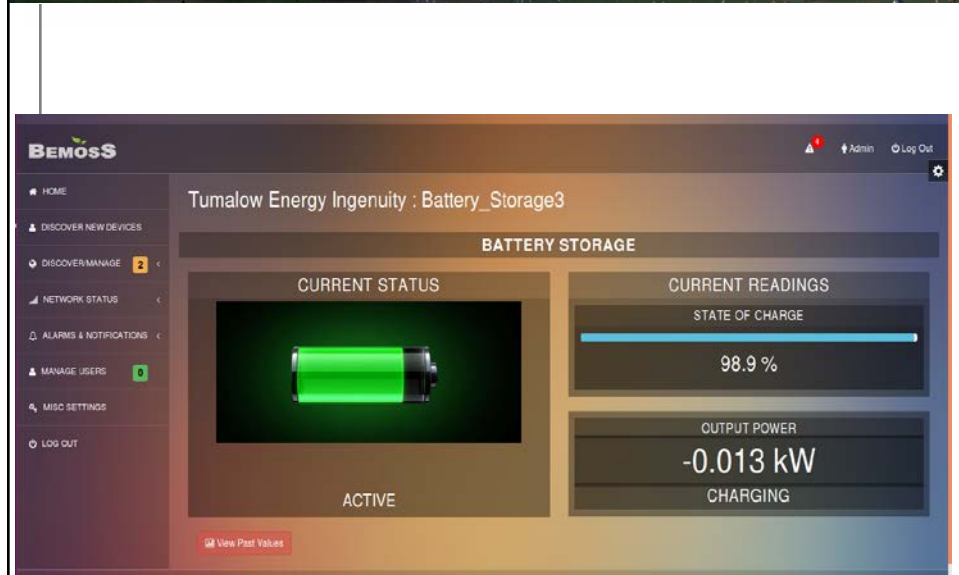 BEMOSS
4
Admin
Log Out
HOME
DISCOVER NEW DEVICES
DISCOVER/MANAGE 2
NETWORK STATUS
ALARMS & NOTIFICATIONS
MANAGE USERS 0
MISC SETTINGS
LOG OUT
Tumalow Energy Ingenuity : Battery_Storage3
BATTERY STORAGE
CURRENT STATUS
ACTIVE
View Past Values
CURRENT READINGS
STATE OF CHARGE
98.9 %
OUTPUT POWER
-0.013 kW
CHARGING